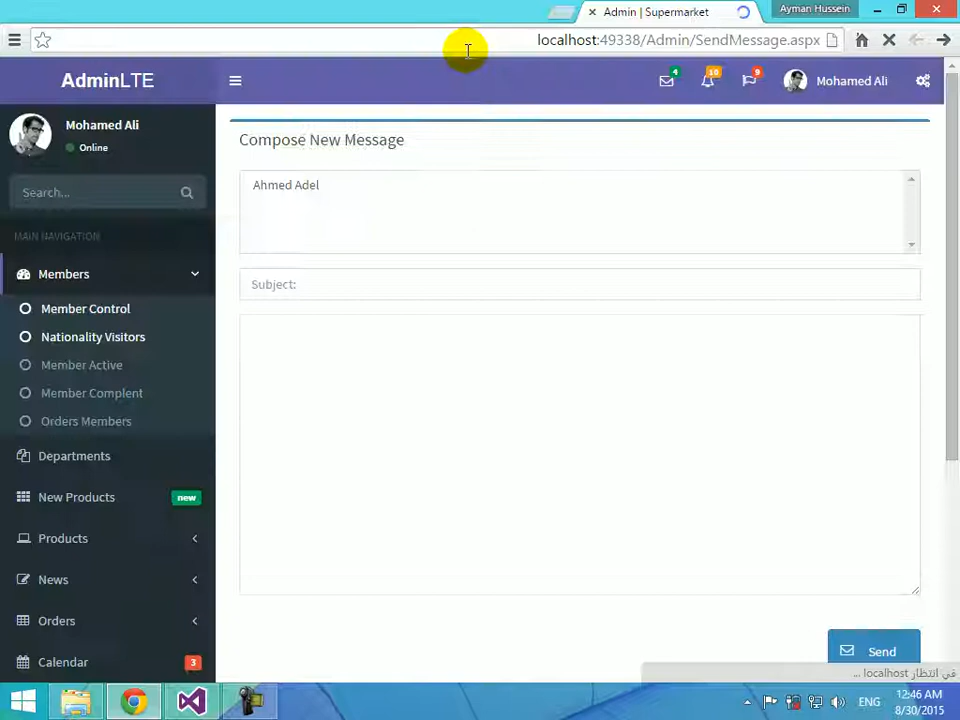 Admin | Supermarket
Ayman Hussein
localhost:49338/Admin/SendMessage.aspx
AdminLTE
4
10
9
Mohamed Ali
Mohamed Ali
Online
Search...
MAIN NAVIGATION
Members
Member Control
Nationality Visitors
Member Active
Member Complent
Orders Members
Departments
New Products
new
Products
News
Orders
Calendar
3
Compose New Message
Ahmed Adel
Subject:
Send
في انتظار localhost ...
ENG
12:46 AM
8/30/2015